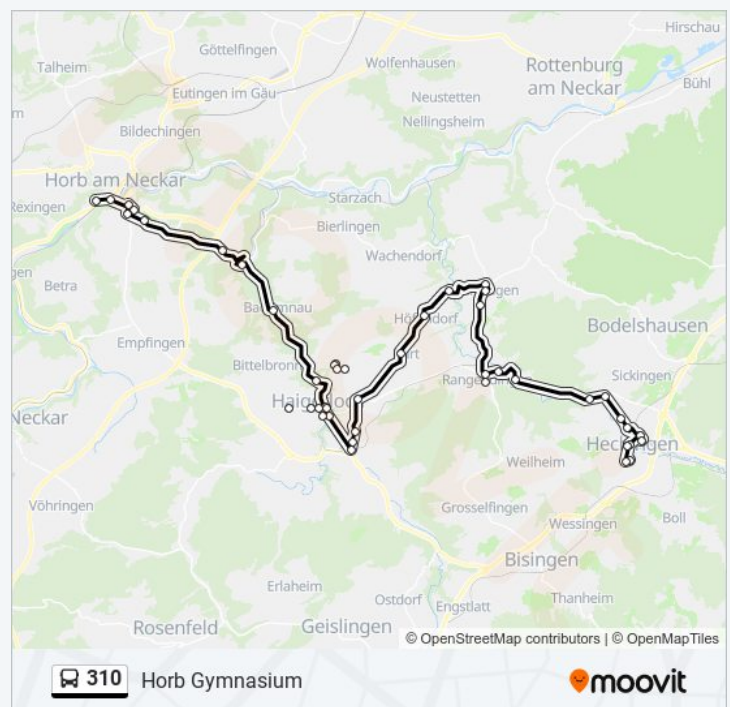 Hirschau
Göttelfingen
Talheim
Wolfenhausen
Rottenburg
am Neckar
Bühl
Eutingen im Gäu
Neustetten
Nellingsheim
Bildechingen
Horb am Neckar
Rexingen
Starzach
Bierlingen
Wachendorf
Betra
Empfingen
Bodelshausen
Bittelbronn
Sickingen
Neckar
Weilheim
Vöhringen
Grosselfingen
Boll
Wessingen
Bisingen
Erlaheim
Ostdorf
Engstlatt
Thanheim
Rosenfeld
Geislingen
© OpenStreetMap contributors | © OpenMapTiles
310 Horb Gymnasium
moovit